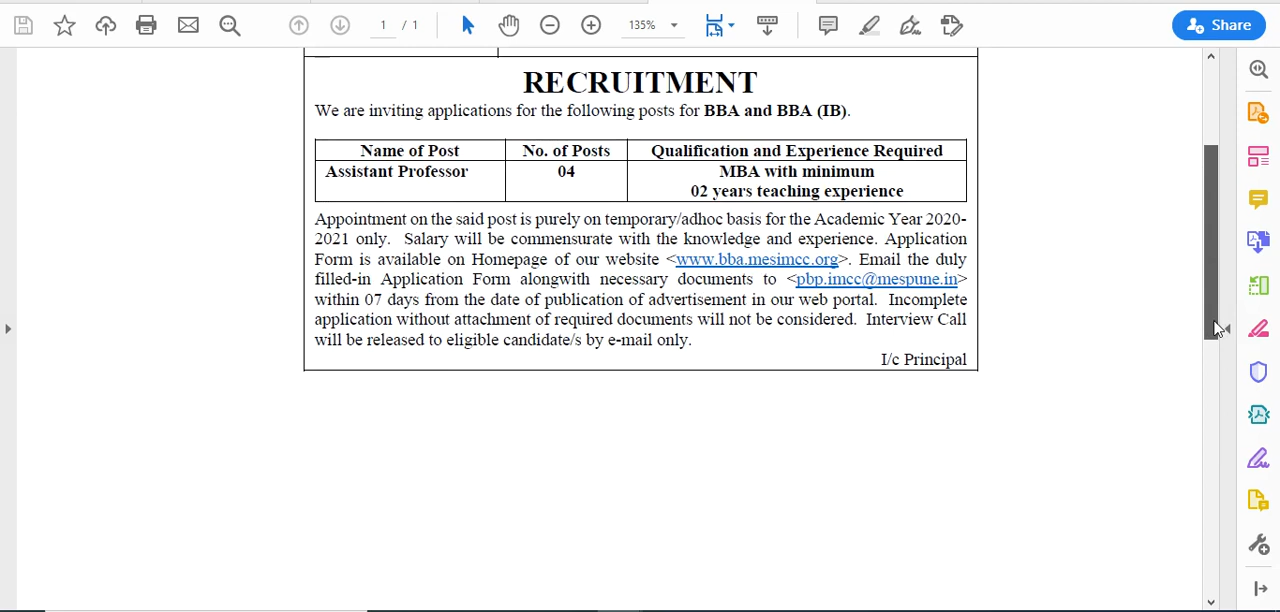 1 / 1
135%
Share
RECRUITMENT
We are inviting applications for the following posts for BBA and BBA (IB).
Name of Post No. of Posts Qualification and Experience Required
Assistant Professor 04 MBA with minimum
02 years teaching experience
Appointment on the said post is purely on temporary/adhoc basis for the Academic Year 2020-
2021 only. Salary will be commensurate with the knowledge and experience. Application
Form is available on Homepage of our website <www.bba.mesimcc.org>. Email the duly
filled-in Application Form alongwith necessary documents to <pbp.imcc@mespune.in>
within 07 days from the date of publication of advertisement in our web portal. Incomplete
application without attachment of required documents will not be considered. Interview Call
will be released to eligible candidate/s by e-mail only.
I/c Principal